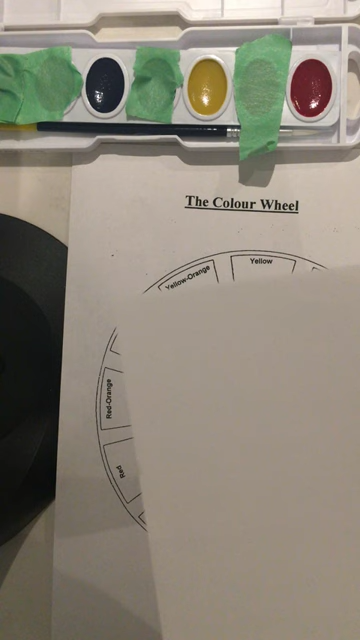 The Colour Wheel
Yellow
Yellow-Orange
Red-Orange
Red